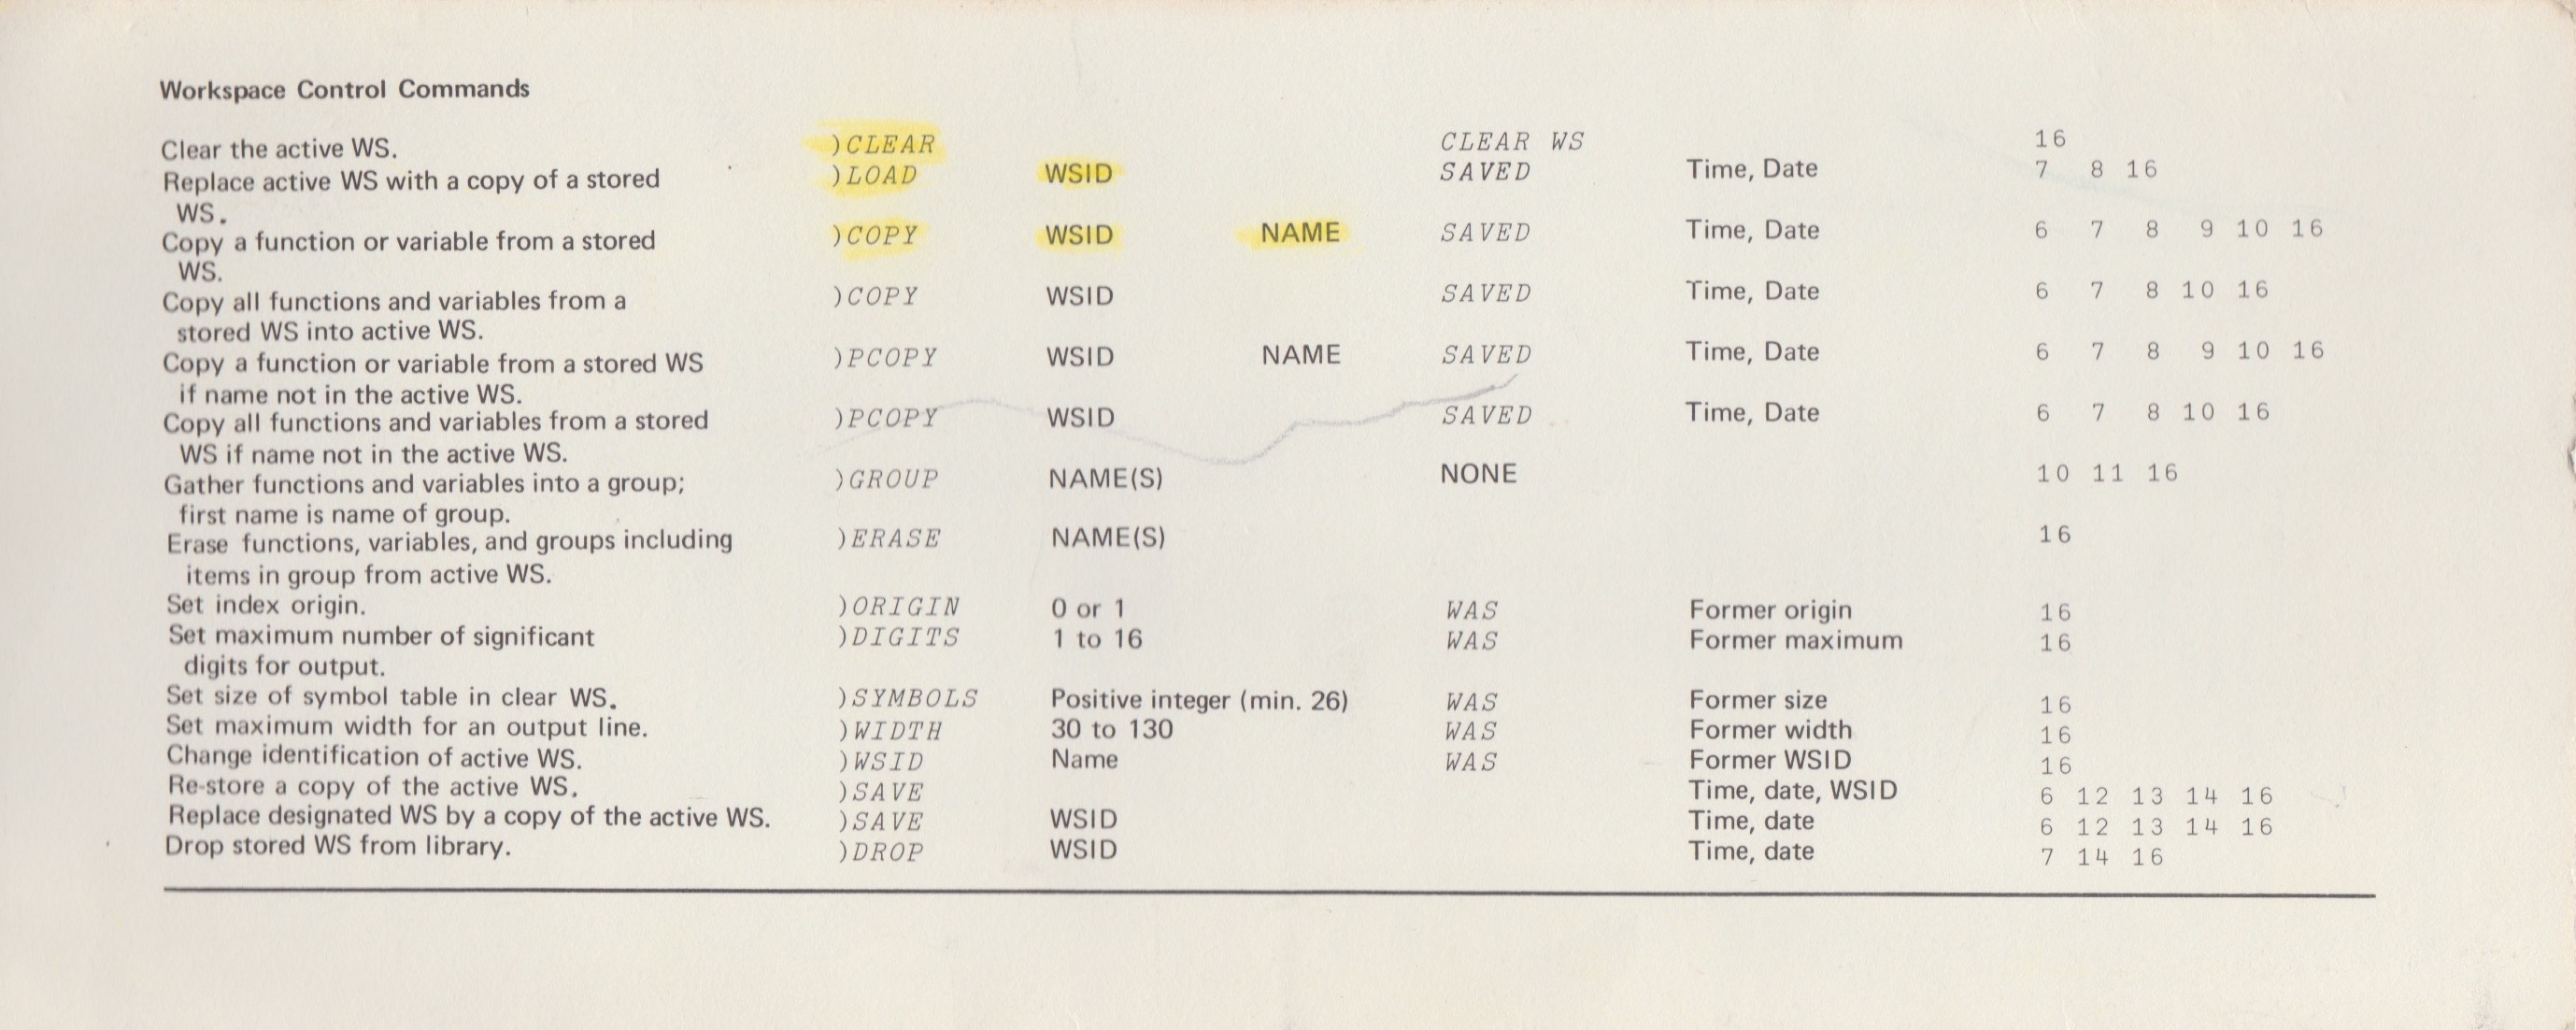 Workspace Control Commands
Clear the active WS. )CLEAR CLEAR WS 16
Replace active WS with a copy of a stored )LOAD WSID SAVED Time, Date 7 8 16
WS.
Copy a function or variable from a stored )COPY WSID NAME SAVED Time, Date 6 7 8 9 10 16
WS.
Copy all functions and variables from a )COPY WSID SAVED Time, Date 6 7 8 10 16
stored WS into active WS.
Copy a function or variable from a stored WS )PCOPY WSID NAME SAVED Time, Date 6 7 8 9 10 16
if name not in the active WS.
Copy all functions and variables from a stored )PCOPY WSID SAVED Time, Date 6 7 8 10 16
WS if name not in the active WS.
Gather functions and variables into a group; )GROUP NAME(S) NONE 10 11 16
first name is name of group.
Erase functions, variables, and groups including )ERASE NAME(S) 16
items in group from active WS.
Set index origin. )ORIGIN 0 or 1 WAS Former origin 16
Set maximum number of significant )DIGITS 1 to 16 WAS Former maximum 16
digits for output.
Set size of symbol table in clear WS. )SYMBOLS Positive integer (min. 26) WAS Former size 16
Set maximum width for an output line. )WIDTH 30 to 130 WAS Former width 16
Change identification of active WS. )WSID Name WAS Former WSID 16
Re-store a copy of the active WS. )SAVE Time, date, WSID 6 12 13 14 16
Replace designated WS by a copy of the active WS. )SAVE WSID Time, date 6 12 13 14 16
Drop stored WS from library. )DROP WSID Time, date 7 14 16